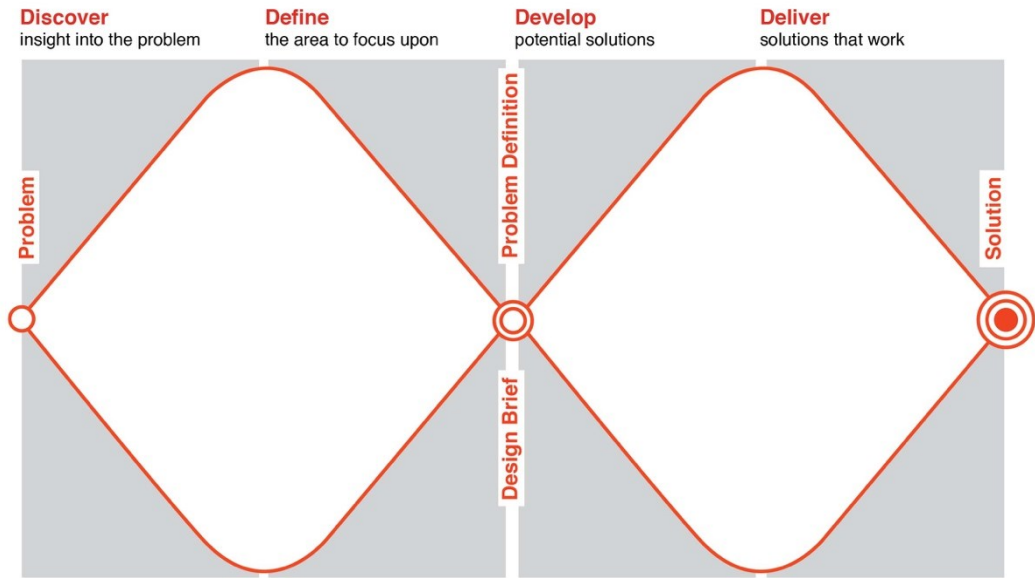 Discover
insight into the problem
Define
the area to focus upon
Develop
potential solutions
Deliver
solutions that work
Problem
Problem Definition
Design Brief
Solution